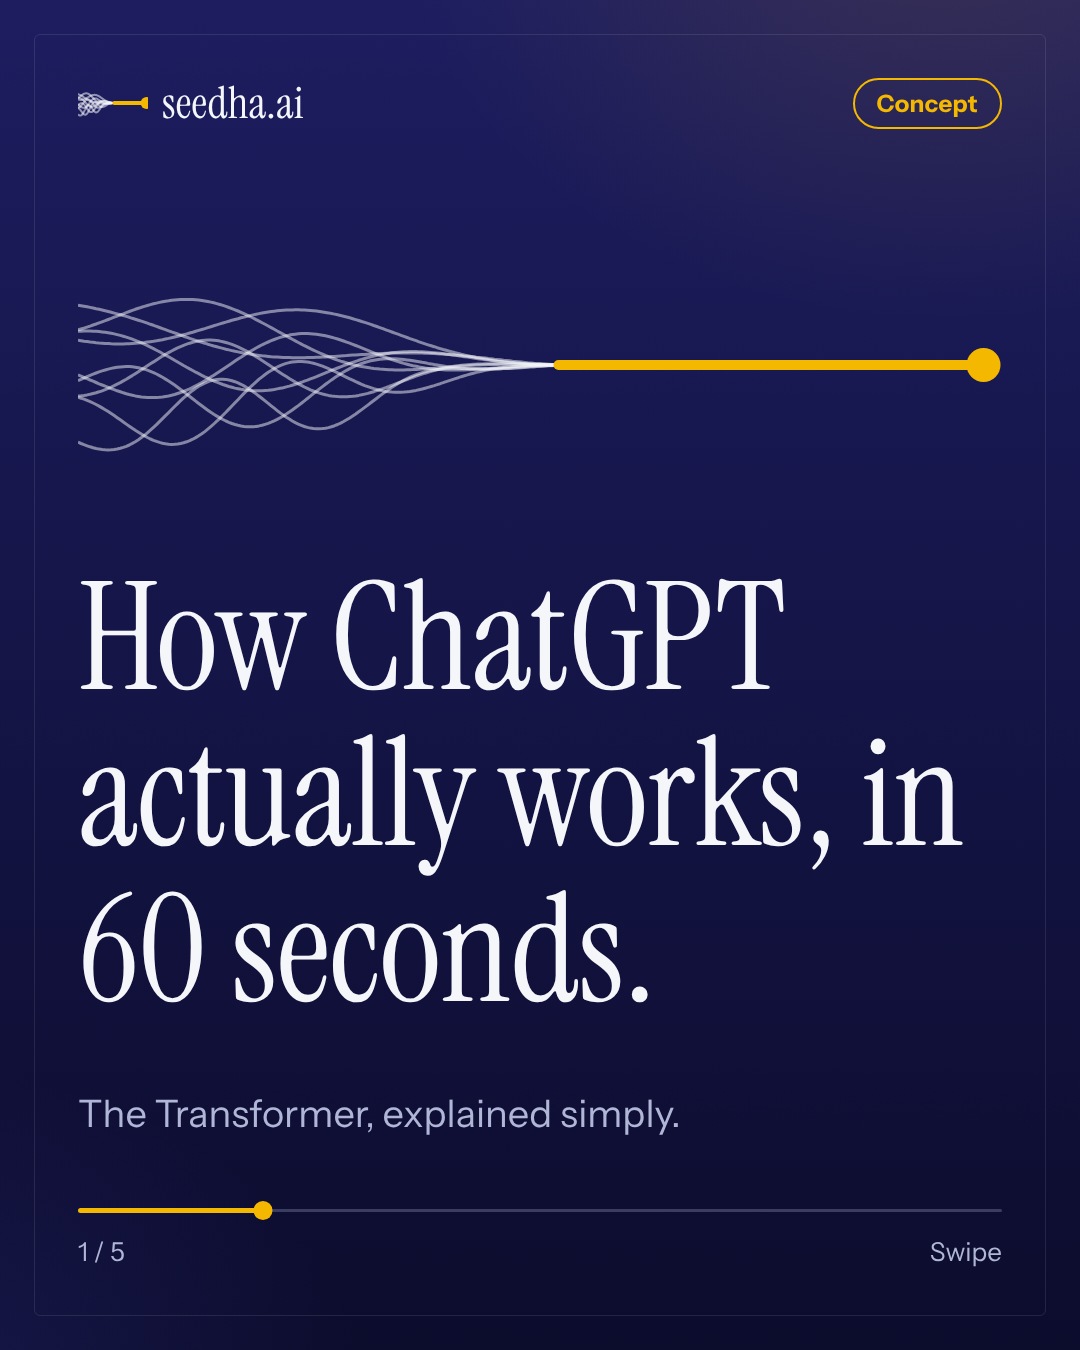 seedha.ai
Concept
How ChatGPT
actually works, in
60 seconds.
The Transformer, explained simply.
1 / 5
Swipe